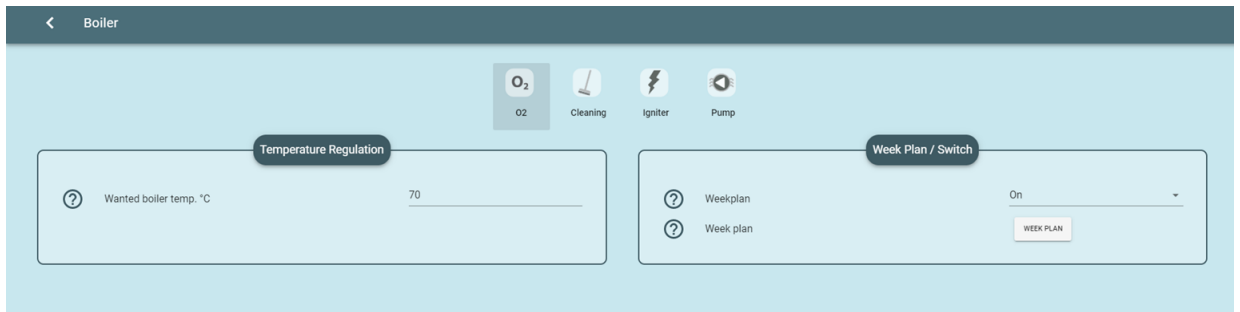 Boiler
O₂
O2
Cleaning
Igniter
Pump
Temperature Regulation
Wanted boiler temp. °C
70
Week Plan / Switch
Weekplan
On
Week plan
WEEK PLAN